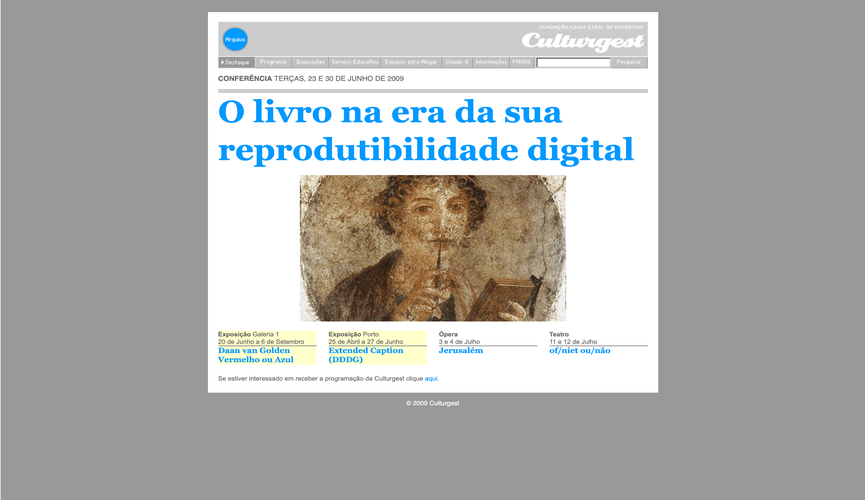 FUNDAÇÃO CAIXA GERAL DE DEPÓSITOS
Arquivo
Culturgest
Destaque Programa Exposições Serviço Educativo Espaços para Alugar Chiado 8 Informações PANOS Pesquisar
CONFERÊNCIA TERÇAS, 23 E 30 DE JUNHO DE 2009
O livro na era da sua
reprodutibilidade digital
Exposição Galeria 1
20 de Junho a 6 de Setembro
Daan van Golden
Vermelho ou Azul
Exposição Porto
25 de Abril a 27 de Junho
Extended Caption
(DDDG)
Ópera
3 e 4 de Julho
Jerusalém
Teatro
11 e 12 de Julho
of/niet ou/não
Se estiver interessado em receber a programação da Culturgest clique aqui.
© 2009 Culturgest